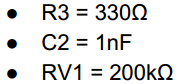 ● R3 = 330Ω
● C2 = 1nF
● RV1 = 200kΩ